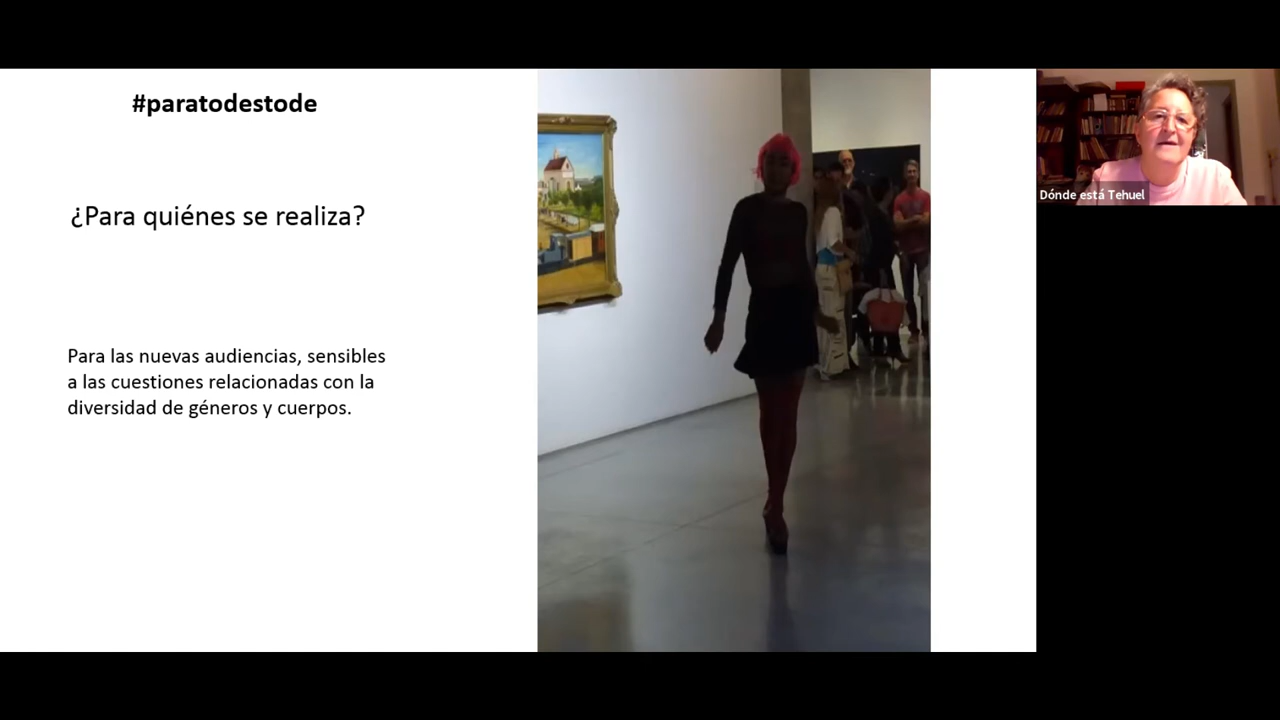 #paratodestode
¿Para quiénes se realiza?
Para las nuevas audiencias, sensibles
a las cuestiones relacionadas con la
diversidad de géneros y cuerpos.
Dónde está Tehuel